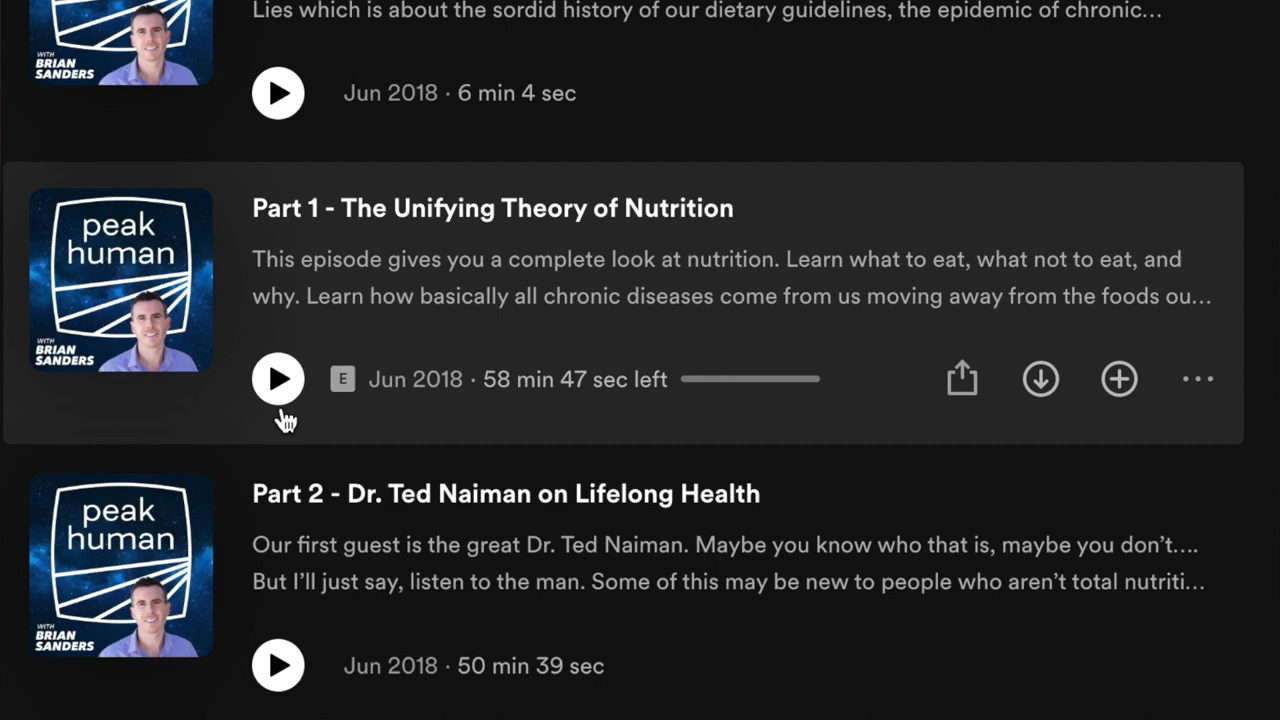 Lies which is about the sordid history of our dietary guidelines, the epidemic of chronic...
WITH
BRIAN
SANDERS
Jun 2018 · 6 min 4 sec
peak
human
WITH
BRIAN
SANDERS
Part 1 - The Unifying Theory of Nutrition
This episode gives you a complete look at nutrition. Learn what to eat, what not to eat, and
why. Learn how basically all chronic diseases come from us moving away from the foods ou...
E Jun 2018 · 58 min 47 sec left
peak
human
WITH
BRIAN
SANDERS
Part 2 - Dr. Ted Naiman on Lifelong Health
Our first guest is the great Dr. Ted Naiman. Maybe you know who that is, maybe you don’t....
But I’ll just say, listen to the man. Some of this may be new to people who aren’t total nutriti...
Jun 2018 · 50 min 39 sec